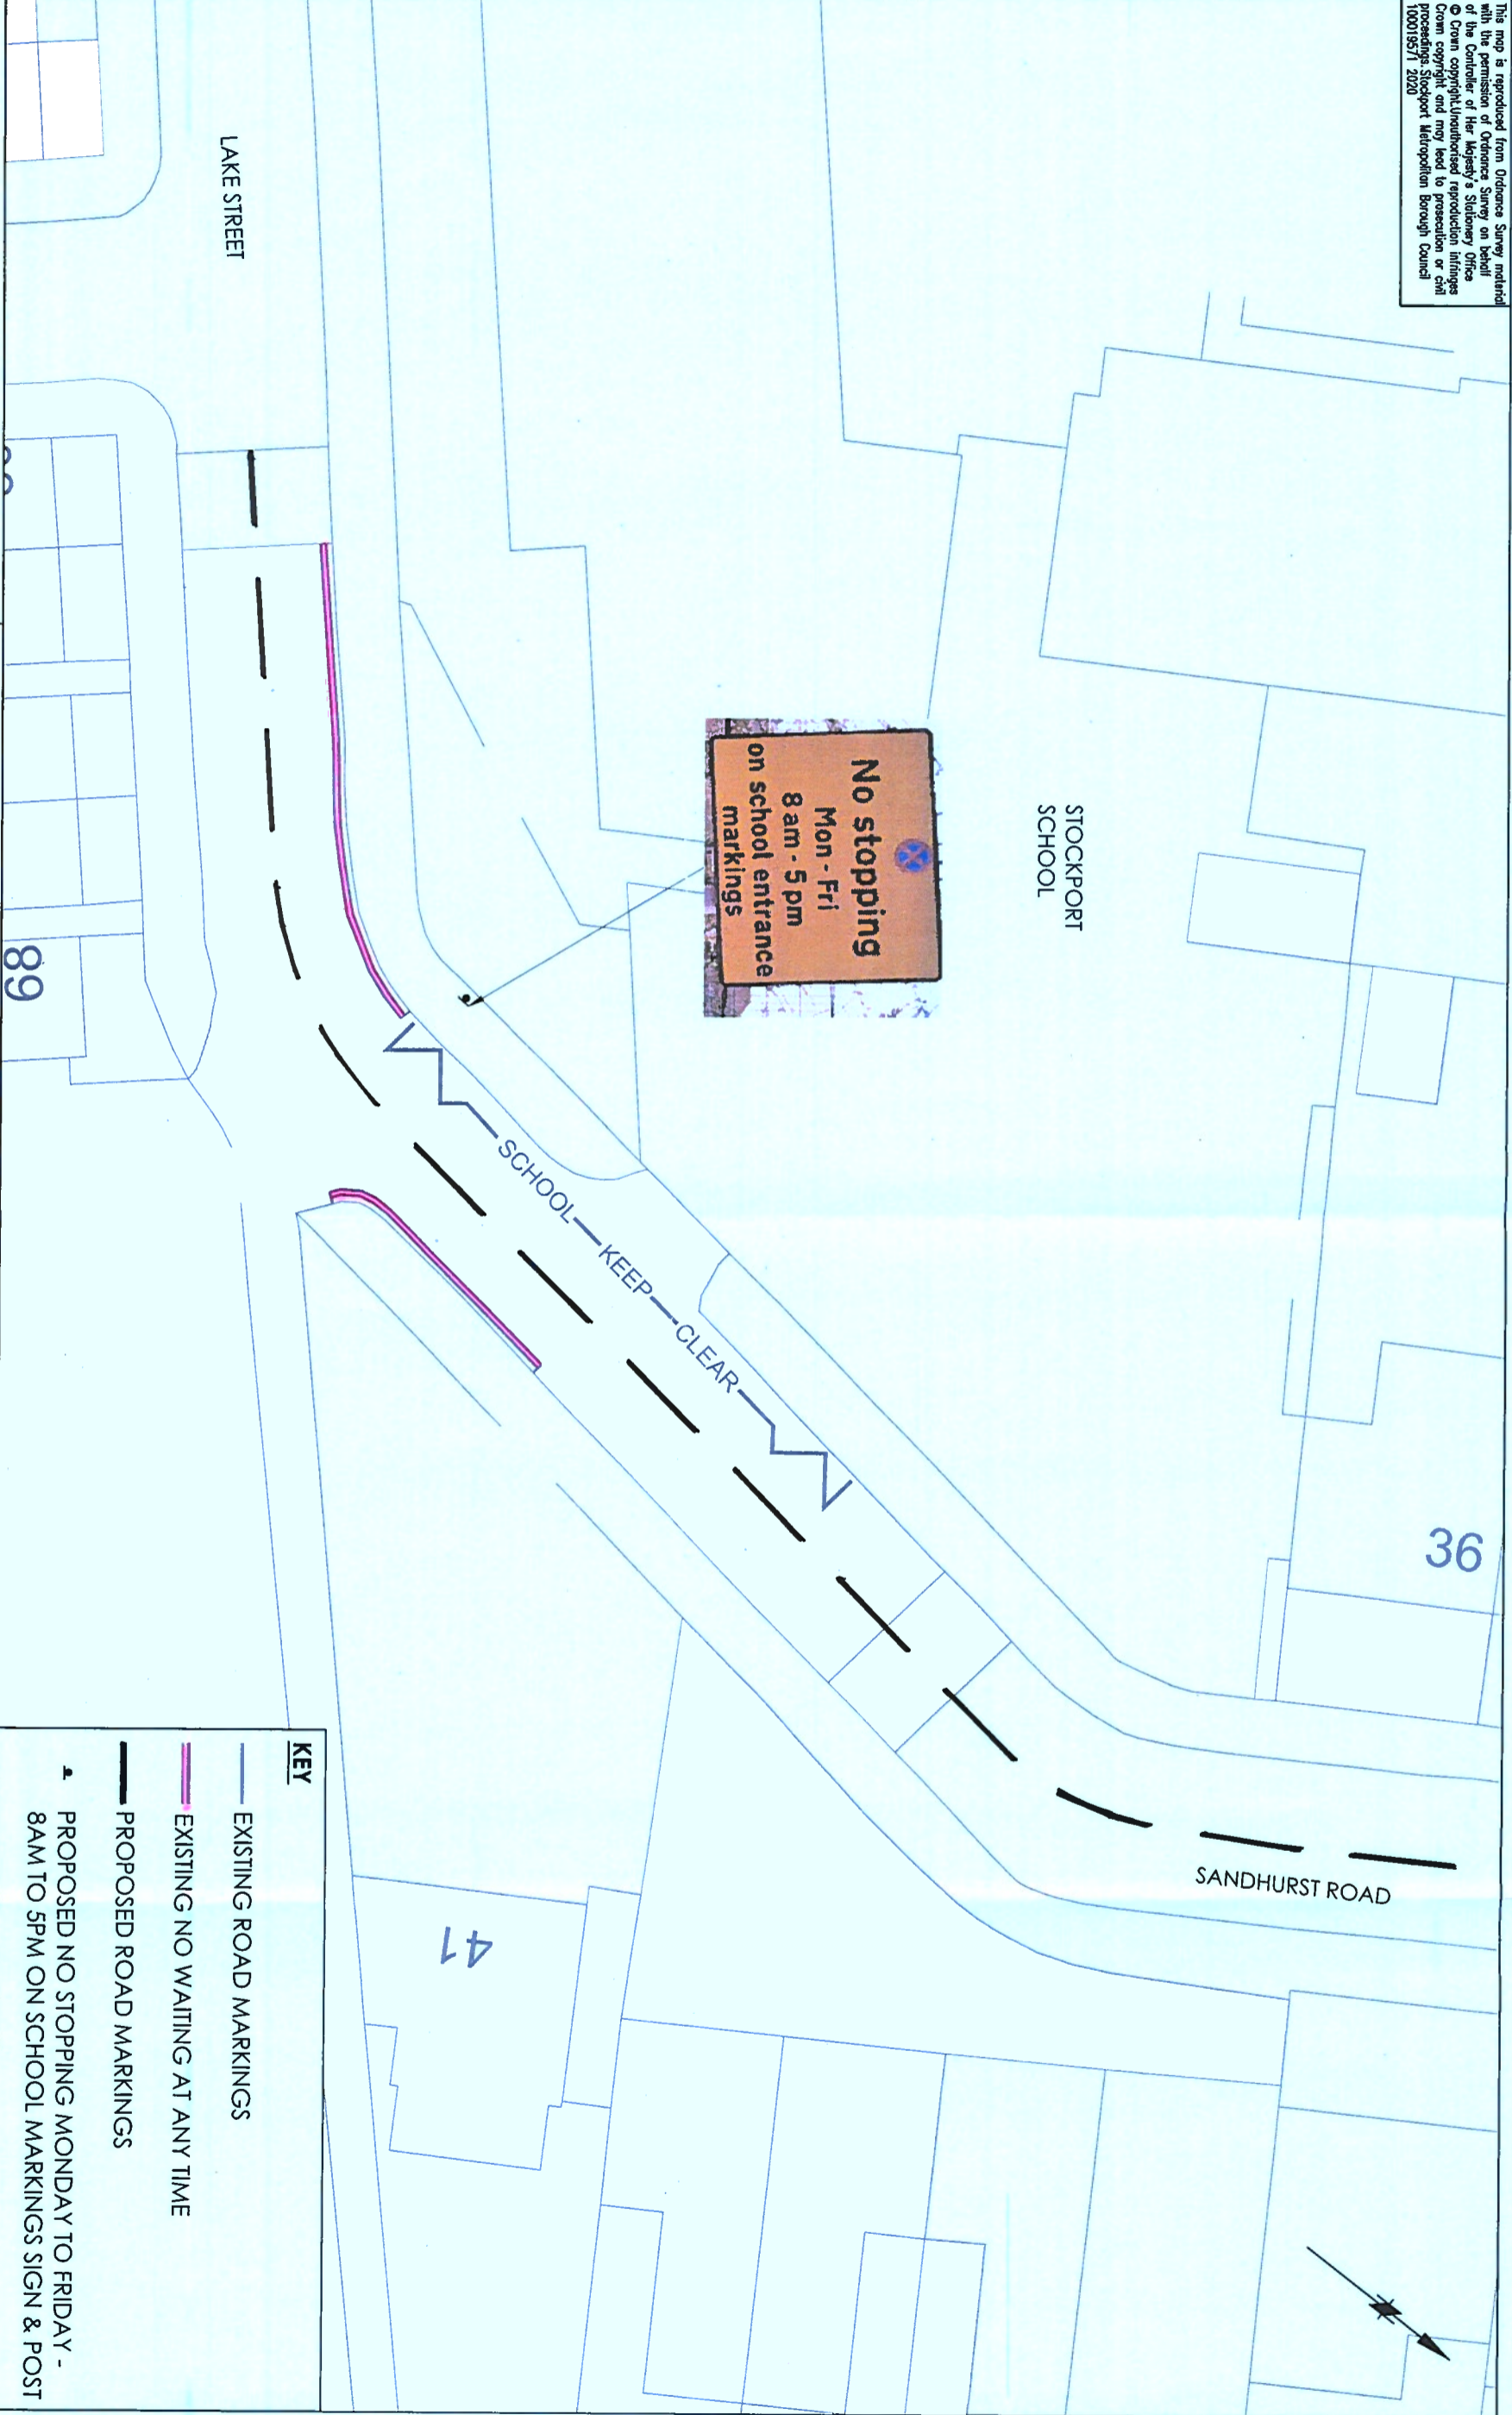 This map is reproduced from Ordnance Survey material
with the permission of Ordnance Survey on behalf
of the Controller of Her Majesty's Stationery Office
© Crown copyright.Unauthorised reproduction infringes
Crown copyright and may lead to prosecution or civil
proceedings. Stockport Metropolitan Borough Council
100019571 2020
STOCKPORT
SCHOOL
36
No stopping
Mon - Fri
8 am - 5 pm
on school entrance
markings
LAKE STREET
SCHOOL KEEP CLEAR
SANDHURST ROAD
89
41
KEY
EXISTING ROAD MARKINGS
EXISTING NO WAITING AT ANY TIME
PROPOSED ROAD MARKINGS
PROPOSED NO STOPPING MONDAY TO FRIDAY -
8AM TO 5PM ON SCHOOL MARKINGS SIGN & POST